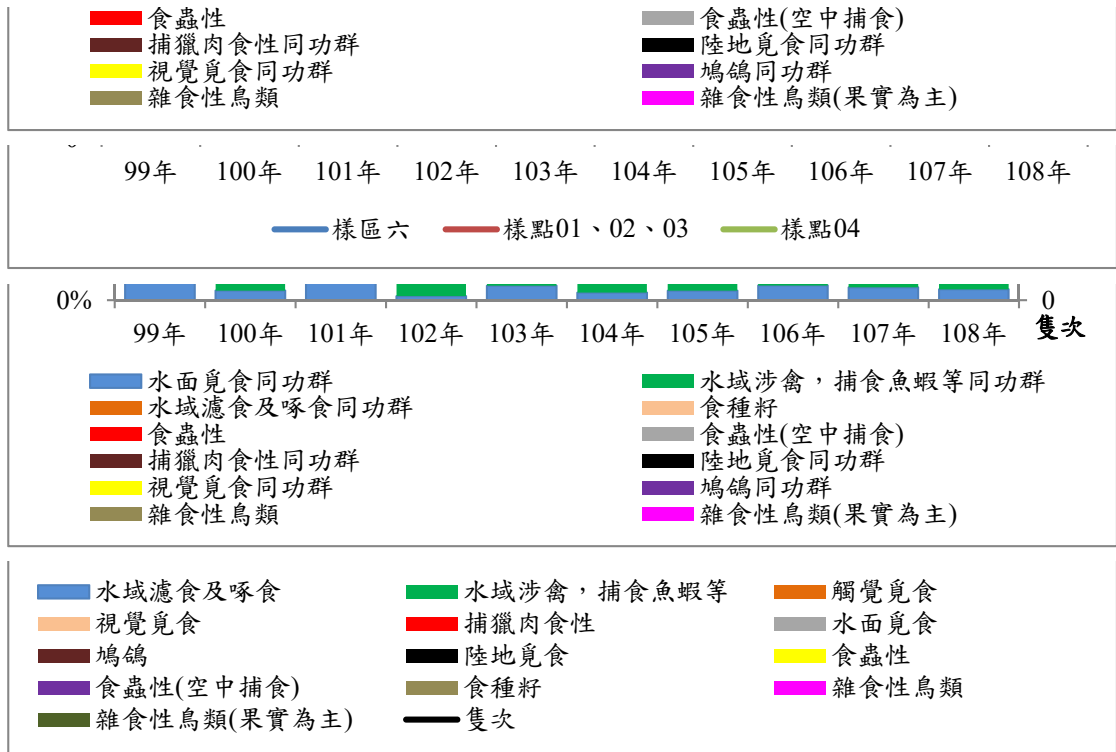 食蟲性 食蟲性(空中捕食)
捕獵肉食性同功群 陸地覓食同功群
視覺覓食同功群 鳩鴿同功群
雜食性鳥類 雜食性鳥類(果實為主)
99年 100年 101年 102年 103年 104年 105年 106年 107年 108年
樣區六 樣點01、02、03 樣點04
0% 0
99年 100年 101年 102年 103年 104年 105年 106年 107年 108年 隻次
水面覓食同功群 水域涉禽，捕食魚蝦等同功群
水域濾食及啄食同功群 食種籽
食蟲性 食蟲性(空中捕食)
捕獵肉食性同功群 陸地覓食同功群
視覺覓食同功群 鳩鴿同功群
雜食性鳥類 雜食性鳥類(果實為主)
水域濾食及啄食 水域涉禽，捕食魚蝦等 觸覺覓食
視覺覓食 捕獵肉食性 水面覓食
鳩鴿 陸地覓食 食蟲性
食蟲性(空中捕食) 食種籽 雜食性鳥類
雜食性鳥類(果實為主) 隻次